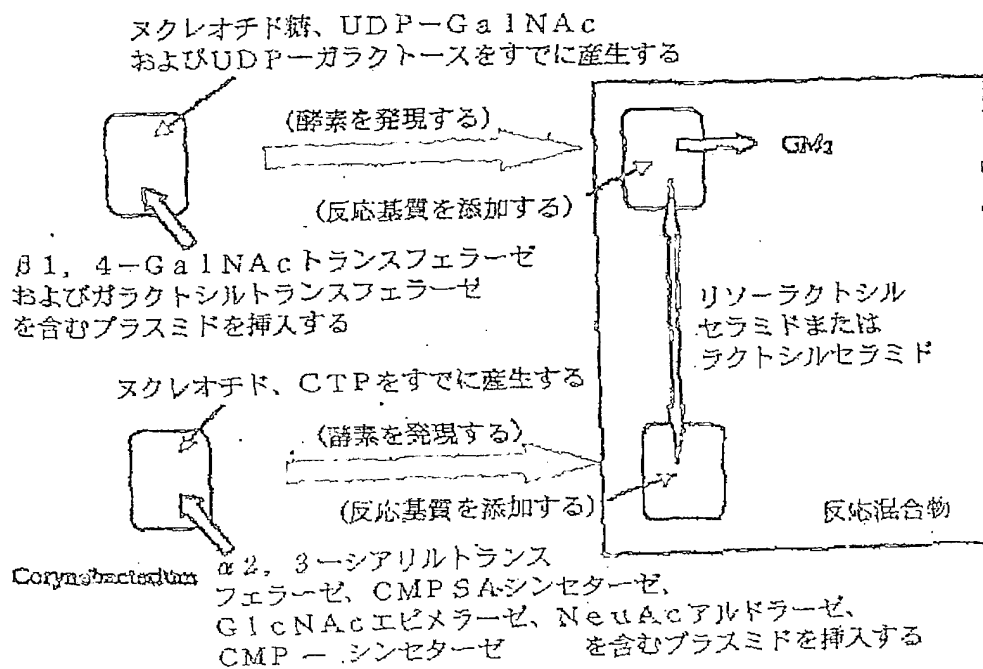 ヌクレオチド糖、UDP－GalNAc
およびUDP－ガラクトースをすでに産生する
(酵素を発現する)
(反応基質を添加する)
β1, 4－GalNAcトランスフェラーゼ
およびガラクトシルトランスフェラーゼ
を含むプラスミドを挿入する
リソーラクトシル
セラミドまたは
ラクトシルセラミド
ヌクレオチド、CTPをすでに産生する
(酵素を発現する)
(反応基質を添加する)
反応混合物
α2, 3－シアリルトランス
フェラーゼ、CMPSAシンセターゼ、
GlcNAcエピメラーゼ、NeuAcアルドラーゼ、
CMP－ シンセターゼ を含むプラスミドを挿入する